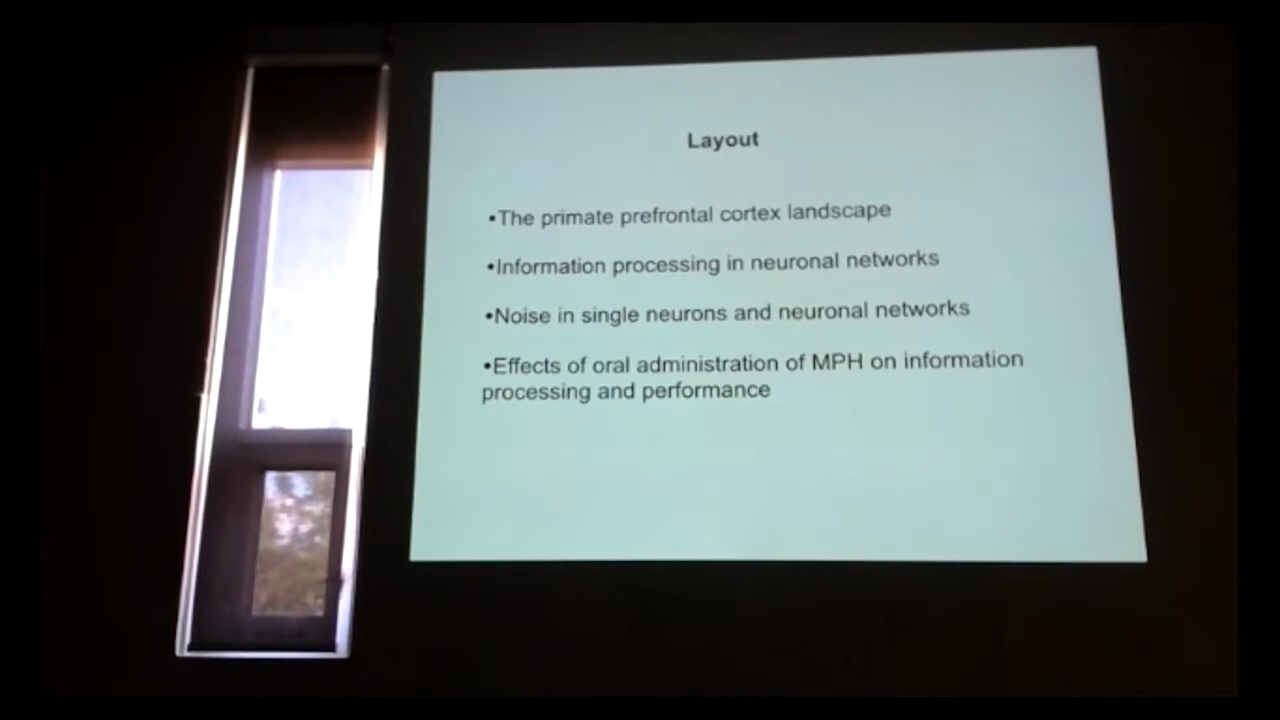 Layout
•The primate prefrontal cortex landscape
•Information processing in neuronal networks
•Noise in single neurons and neuronal networks
•Effects of oral administration of MPH on information
processing and performance